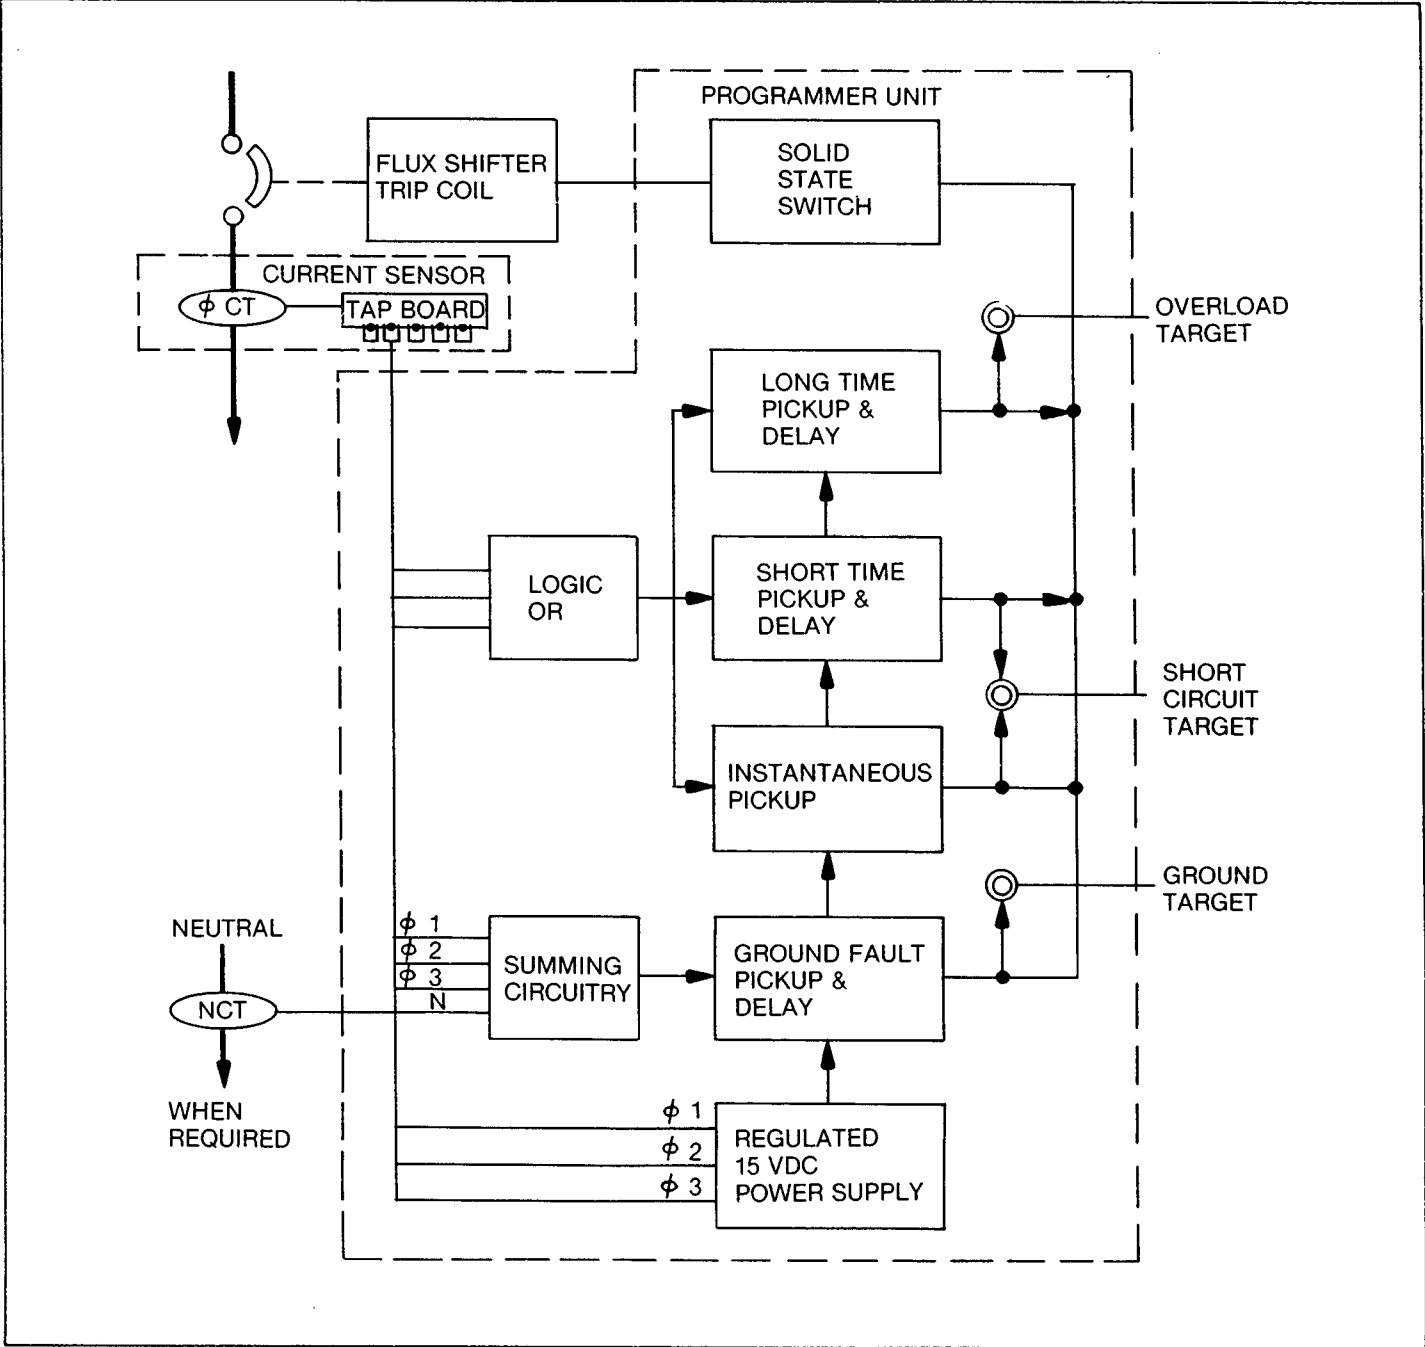 PROGRAMMER UNIT
FLUX SHIFTER
TRIP COIL
SOLID
STATE
SWITCH
CURRENT SENSOR
ϕ CT
TAP BOARD
OVERLOAD
TARGET
LONG TIME
PICKUP &
DELAY
LOGIC
OR
SHORT TIME
PICKUP &
DELAY
SHORT
CIRCUIT
TARGET
INSTANTANEOUS
PICKUP
GROUND
TARGET
NEUTRAL
NCT
WHEN
REQUIRED
ϕ 1
ϕ 2
ϕ 3
N
SUMMING
CIRCUITRY
GROUND FAULT
PICKUP &
DELAY
ϕ 1
ϕ 2
ϕ 3
REGULATED
15 VDC
POWER SUPPLY